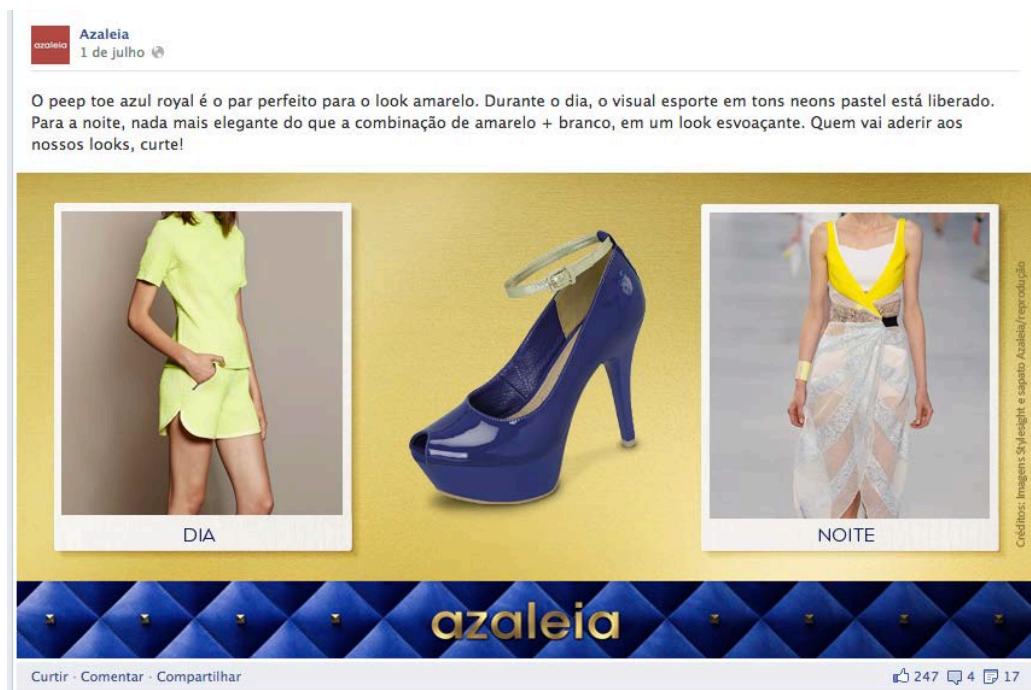 azaleia
Azaleia
1 de julho
O peep toe azul royal é o par perfeito para o look amarelo. Durante o dia, o visual esporte em tons neons pastel está liberado.
Para a noite, nada mais elegante do que a combinação de amarelo + branco, em um look esvoaçante. Quem vai aderir aos
nossos looks, curte!
DIA
NOITE
Créditos: Imagens Stylesight e sapato Azaleia/reprodução
azaleia
Curtir · Comentar · Compartilhar
247 4 17